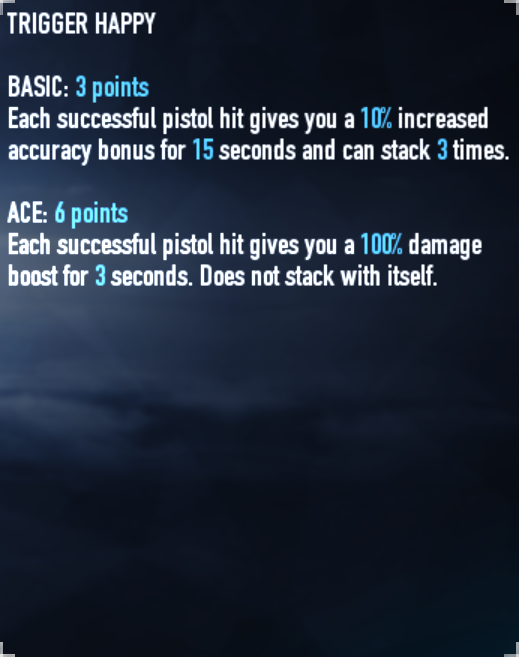 TRIGGER HAPPY
BASIC: 3 points
Each successful pistol hit gives you a 10% increased
accuracy bonus for 15 seconds and can stack 3 times.
ACE: 6 points
Each successful pistol hit gives you a 100% damage
boost for 3 seconds. Does not stack with itself.